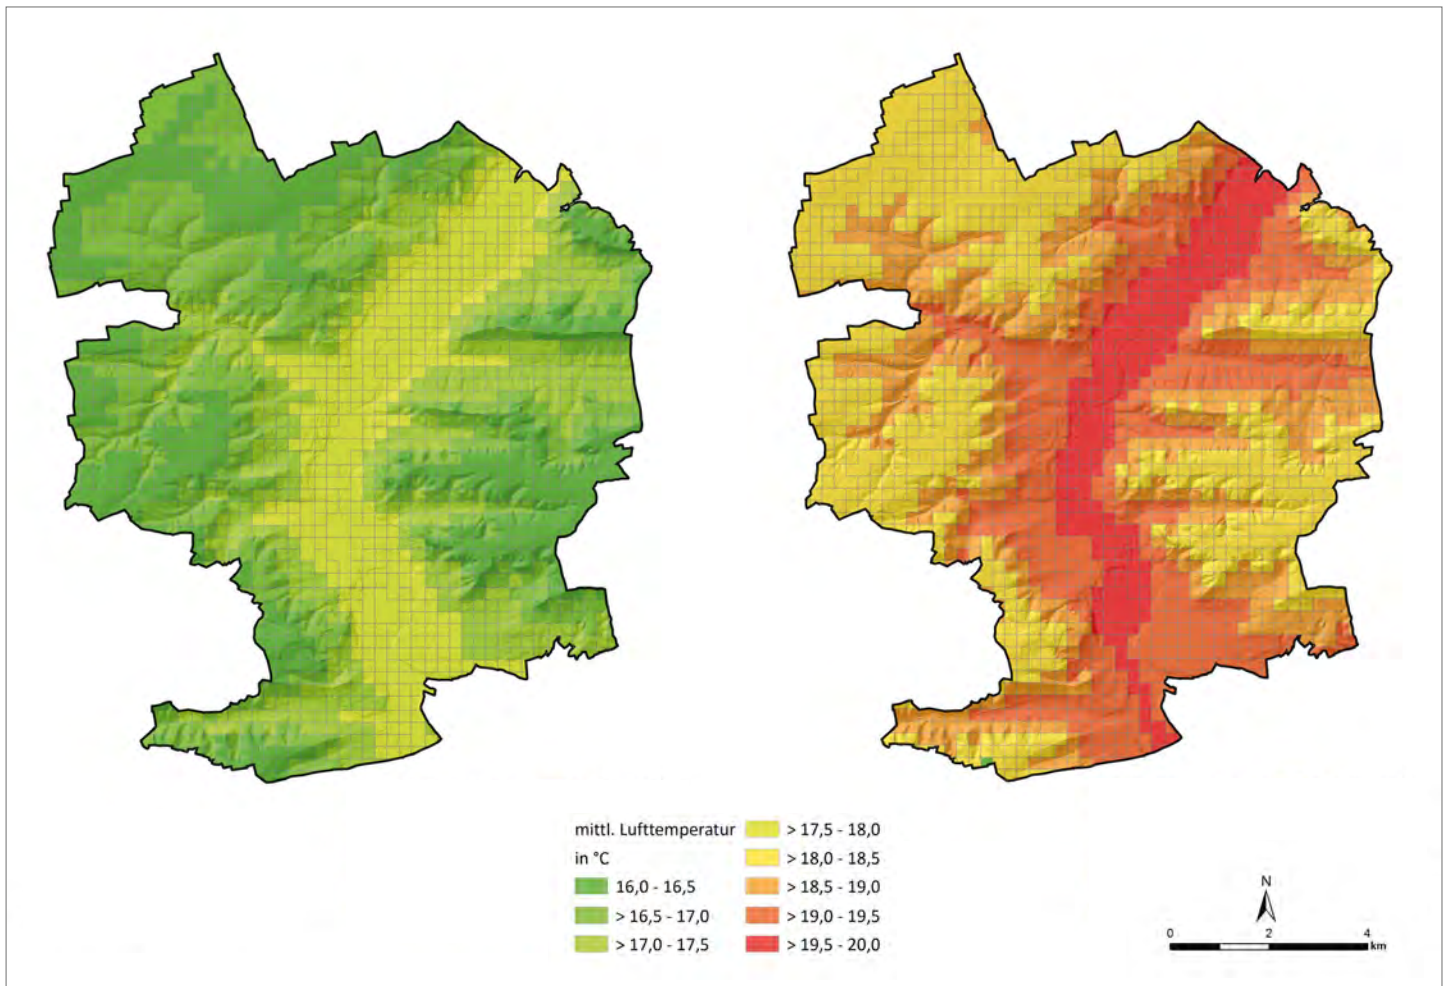 mittl. Lufttemperatur
in °C
16,0 - 16,5
> 16,5 - 17,0
> 17,0 - 17,5
> 17,5 - 18,0
> 18,0 - 18,5
> 18,5 - 19,0
> 19,0 - 19,5
> 19,5 - 20,0
N
0 2 4
km